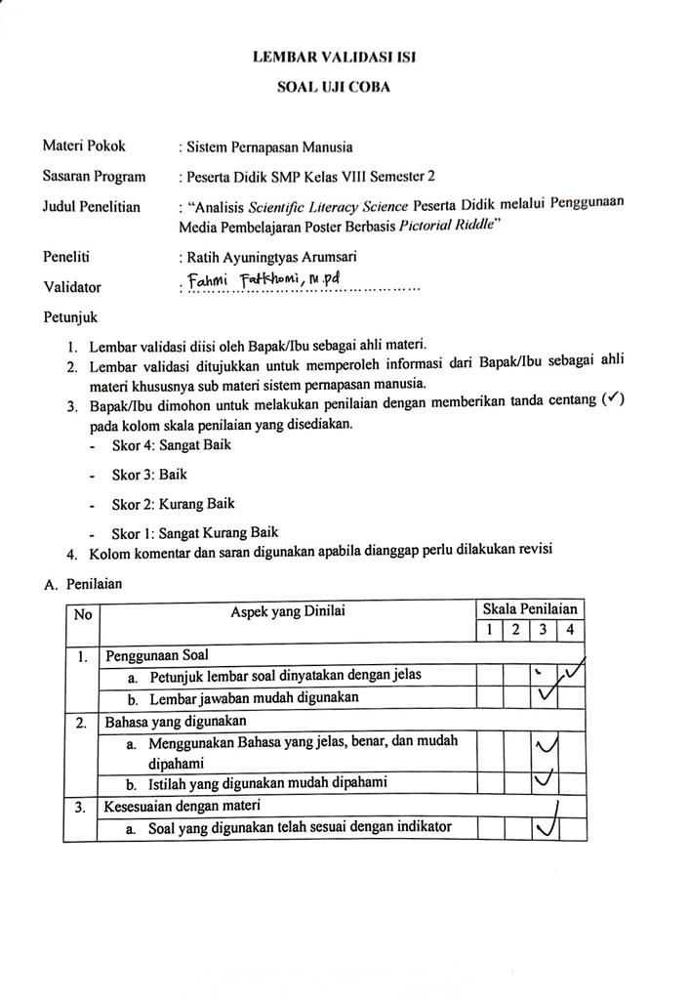 LEMBAR VALIDASI ISI
SOAL UJI COBA
Materi Pokok : Sistem Pernapasan Manusia
Sasaran Program : Peserta Didik SMP Kelas VIII Semester 2
Judul Penelitian : “Analisis Scientific Literacy Science Peserta Didik melalui Penggunaan
Media Pembelajaran Poster Berbasis Pictorial Riddle”
Peneliti : Ratih Ayuningtyas Arumsari
Validator : Fahmi Fatkhomi, M.pd
Petunjuk
1. Lembar validasi diisi oleh Bapak/Ibu sebagai ahli materi.
2. Lembar validasi ditujukkan untuk memperoleh informasi dari Bapak/Ibu sebagai ahli
materi khususnya sub materi sistem pernapasan manusia.
3. Bapak/Ibu dimohon untuk melakukan penilaian dengan memberikan tanda centang (✓)
pada kolom skala penilaian yang disediakan.
- Skor 4: Sangat Baik
- Skor 3: Baik
- Skor 2: Kurang Baik
- Skor 1: Sangat Kurang Baik
4. Kolom komentar dan saran digunakan apabila dianggap perlu dilakukan revisi
A. Penilaian
No Aspek yang Dinilai Skala Penilaian
1 2 3 4
1. Penggunaan Soal
a. Petunjuk lembar soal dinyatakan dengan jelas ✓
b. Lembar jawaban mudah digunakan ✓
2. Bahasa yang digunakan
a. Menggunakan Bahasa yang jelas, benar, dan mudah ✓
dipahami
b. Istilah yang digunakan mudah dipahami ✓
3. Kesesuaian dengan materi
a. Soal yang digunakan telah sesuai dengan indikator ✓